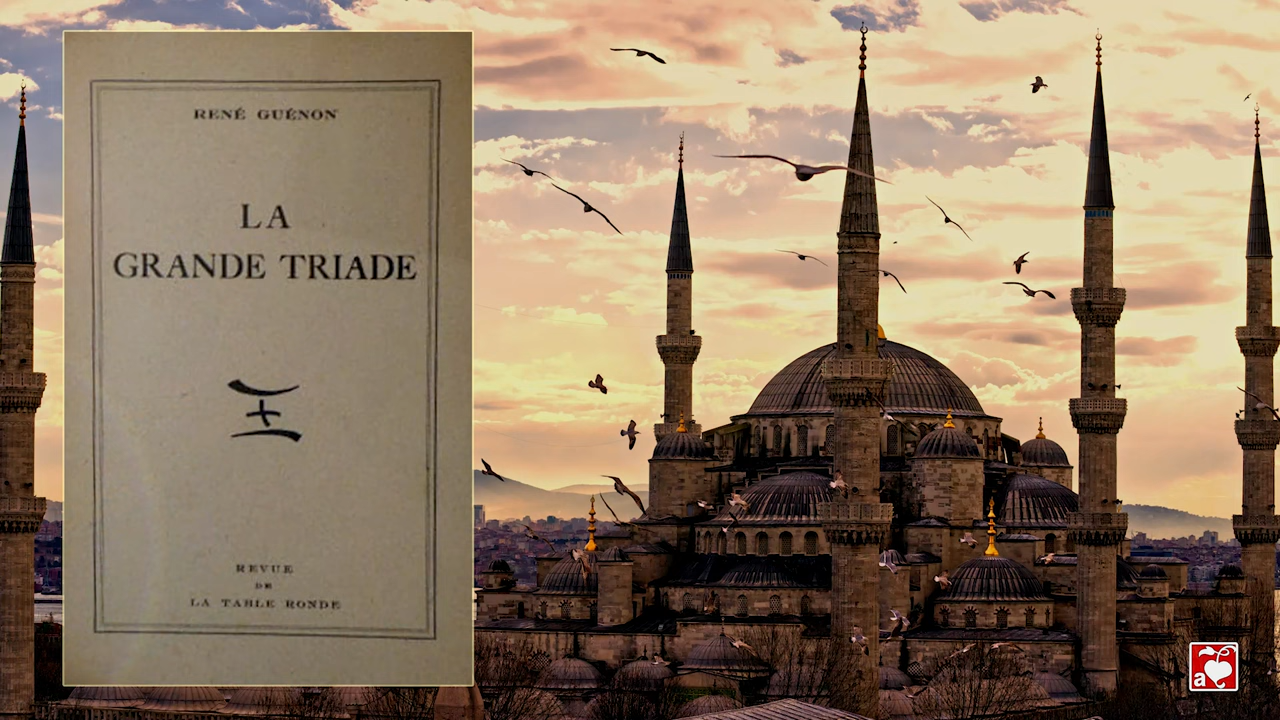 RENÉ GUÉNON
LA
GRANDE TRIADE
王
REVUE
DE
LA TABLE RONDE
a